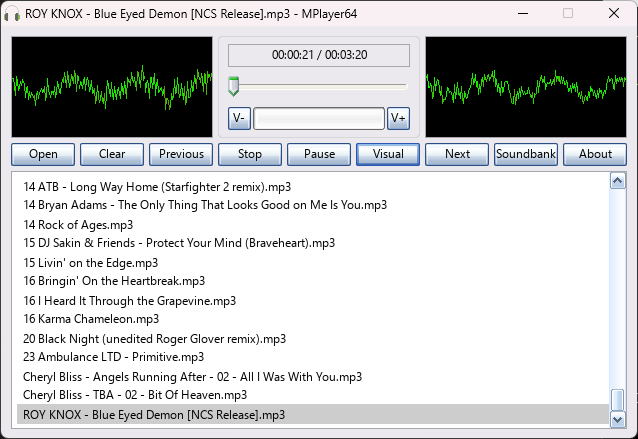 ROY KNOX - Blue Eyed Demon [NCS Release].mp3 - MPlayer64
00:00:21 / 00:03:20
V-
V+
Open
Clear
Previous
Stop
Pause
Visual
Next
Soundbank
About
14 ATB - Long Way Home (Starfighter 2 remix).mp3
14 Bryan Adams - The Only Thing That Looks Good on Me Is You.mp3
14 Rock of Ages.mp3
15 DJ Sakin & Friends - Protect Your Mind (Braveheart).mp3
15 Livin' on the Edge.mp3
16 Bringin' On the Heartbreak.mp3
16 I Heard It Through the Grapevine.mp3
16 Karma Chameleon.mp3
20 Black Night (unedited Roger Glover remix).mp3
23 Ambulance LTD - Primitive.mp3
Cheryl Bliss - Angels Running After - 02 - All I Was With You.mp3
Cheryl Bliss - TBA - 02 - Bit Of Heaven.mp3
ROY KNOX - Blue Eyed Demon [NCS Release].mp3